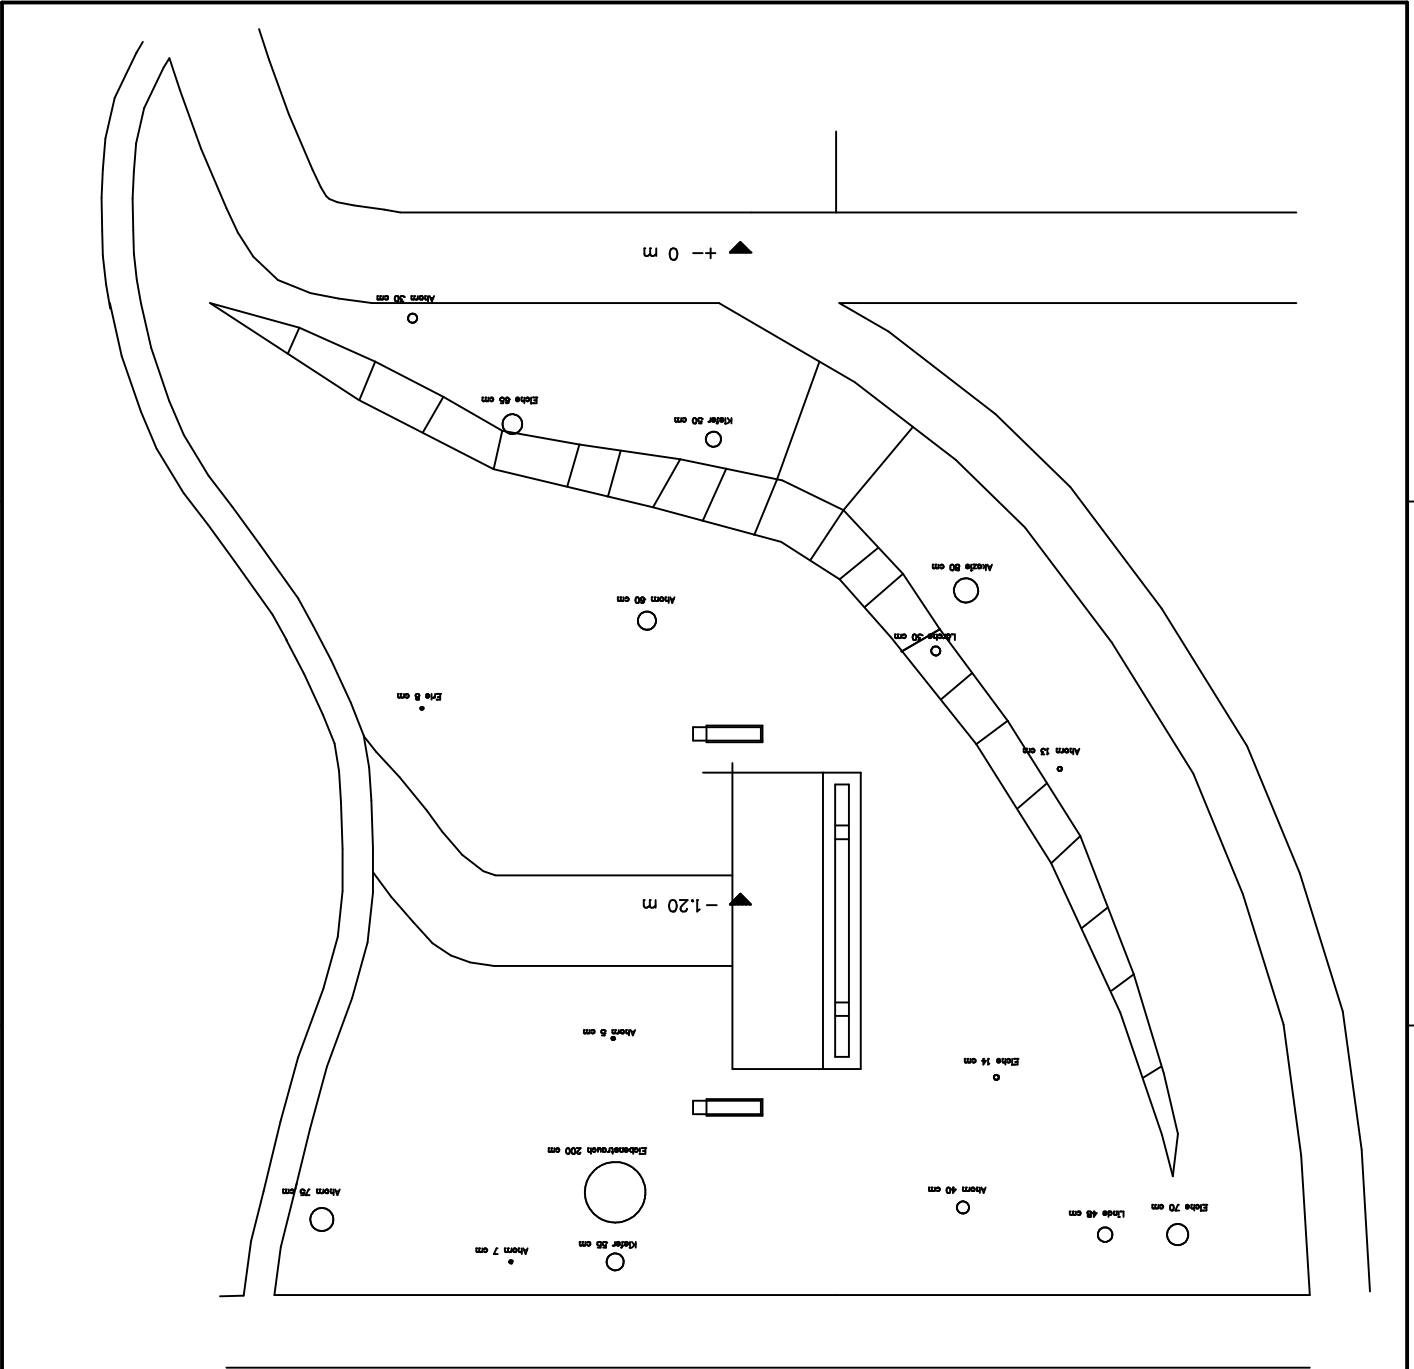 Ahorn 7 cm
Kiefer 55 cm
Eiche 70 cm
Linde 48 cm
Ahorn 40 cm
Ahorn 75 cm
Eibenstrauch 200 cm
Eiche 14 cm
Ahorn 5 cm
-1.20 m
Ahorn 13 cm
Erle 8 cm
Lärche 30 cm
Ahorn 60 cm
Akazie 80 cm
Kiefer 50 cm
Eiche 65 cm
Ahorn 30 cm
+- 0 m